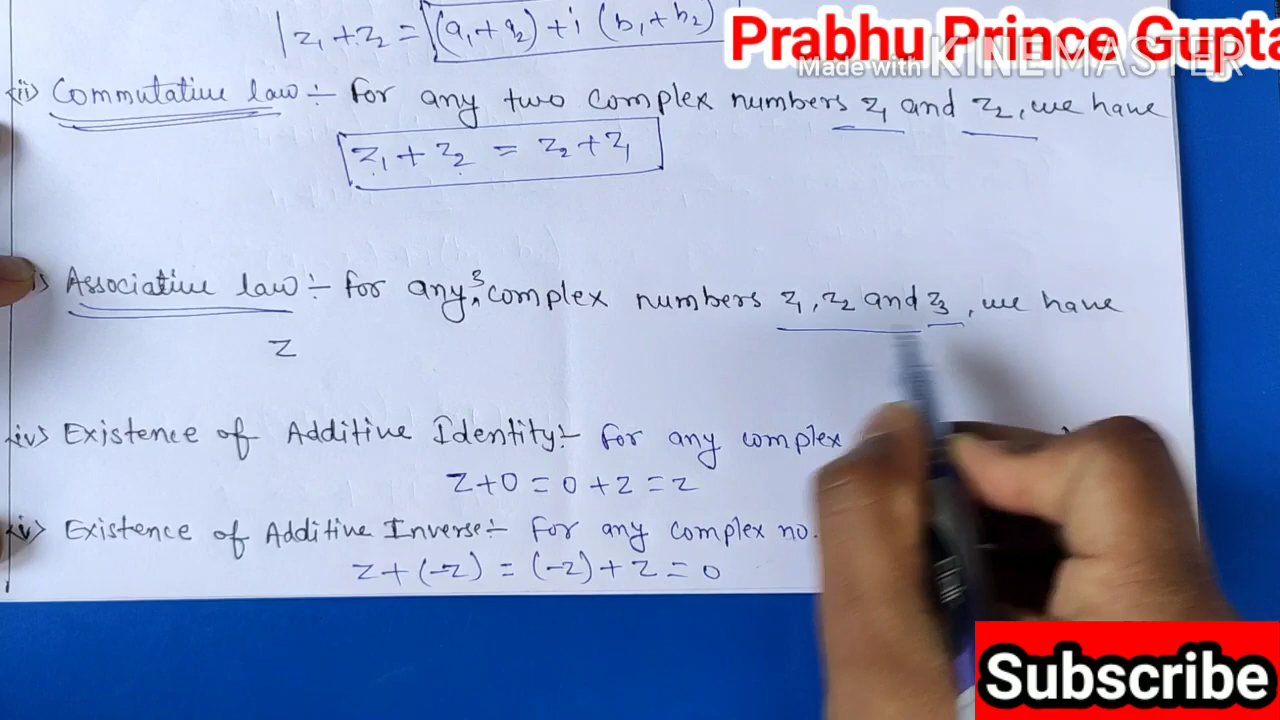 z₁ + z₂ = (a₁ + a₂) + i (b₁ + b₂)
Prabhu Prince Gupta
Made with KINEMASTER
(ii) Commutative law :- For any two complex numbers z₁ and z₂, we have
z₁ + z₂ = z₂ + z₁
Associative law :- For any 3 complex numbers z₁, z₂ and z₃, we have
z
(iv) Existence of Additive Identity :- For any complex
z + 0 = 0 + z = z
(v) Existence of Additive Inverse :- For any complex no.
z + (-z) = (-z) + z = 0
Subscribe